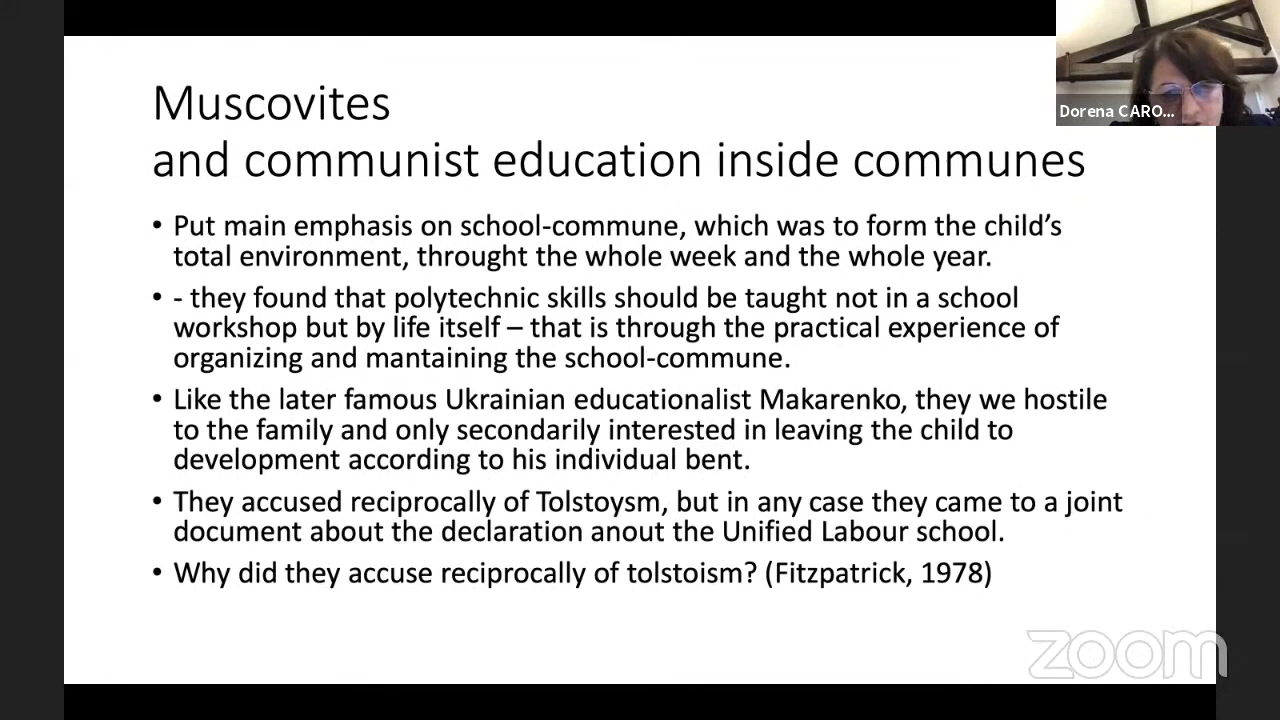 Muscovites
and communist education inside communes
Dorena CARO...
• Put main emphasis on school-commune, which was to form the child’s
total environment, throught the whole week and the whole year.
• - they found that polytechnic skills should be taught not in a school
workshop but by life itself – that is through the practical experience of
organizing and mantaining the school-commune.
• Like the later famous Ukrainian educationalist Makarenko, they we hostile
to the family and only secondarily interested in leaving the child to
development according to his individual bent.
• They accused reciprocally of Tolstoysm, but in any case they came to a joint
document about the declaration anout the Unified Labour school.
• Why did they accuse reciprocally of tolstoism? (Fitzpatrick, 1978)
zoom